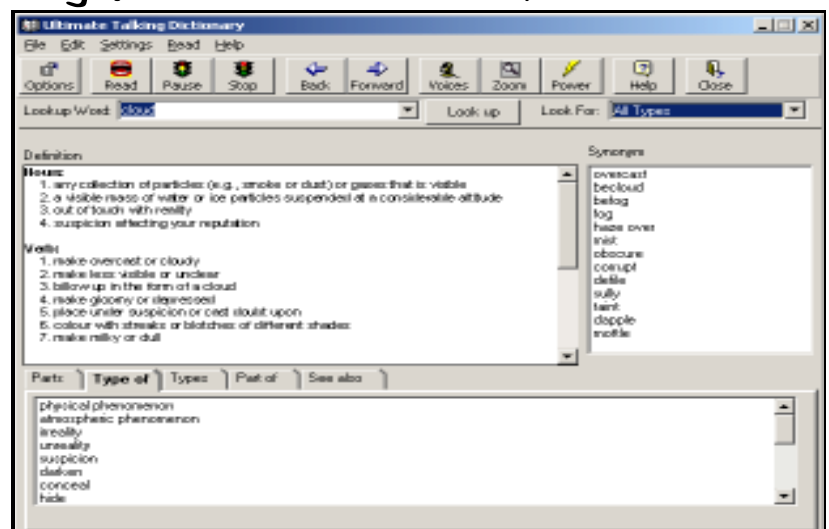 Ultimate Talking Dictionary
File Edit Settings Read Help
Options Read Pause Stop Back Forward Voices Zoom Power Help Close
Lookup Word: cloud Look up Look For: All Types
Definition
Nouns:
1. any collection of particles (e.g., smoke or dust) or gases that is visible
2. a visible mass of water or ice particles suspended at a considerable altitude
3. out of touch with reality
4. suspicion affecting your reputation
Verbs:
1. make overcast or cloudy
2. make less visible or unclear
3. billow up in the form of a cloud
4. make gloomy or depressed
5. place under suspicion or cast doubt upon
6. colour with streaks or blotches of different shades
7. make milky or dull
Synonyms
overcast
becloud
befog
fog
haze over
mist
obscure
corrupt
defile
sully
taint
dapple
mottle
Parts Type of Types Part of See also
physical phenomenon
atmospheric phenomenon
irreality
unreality
suspicion
darken
conceal
hide